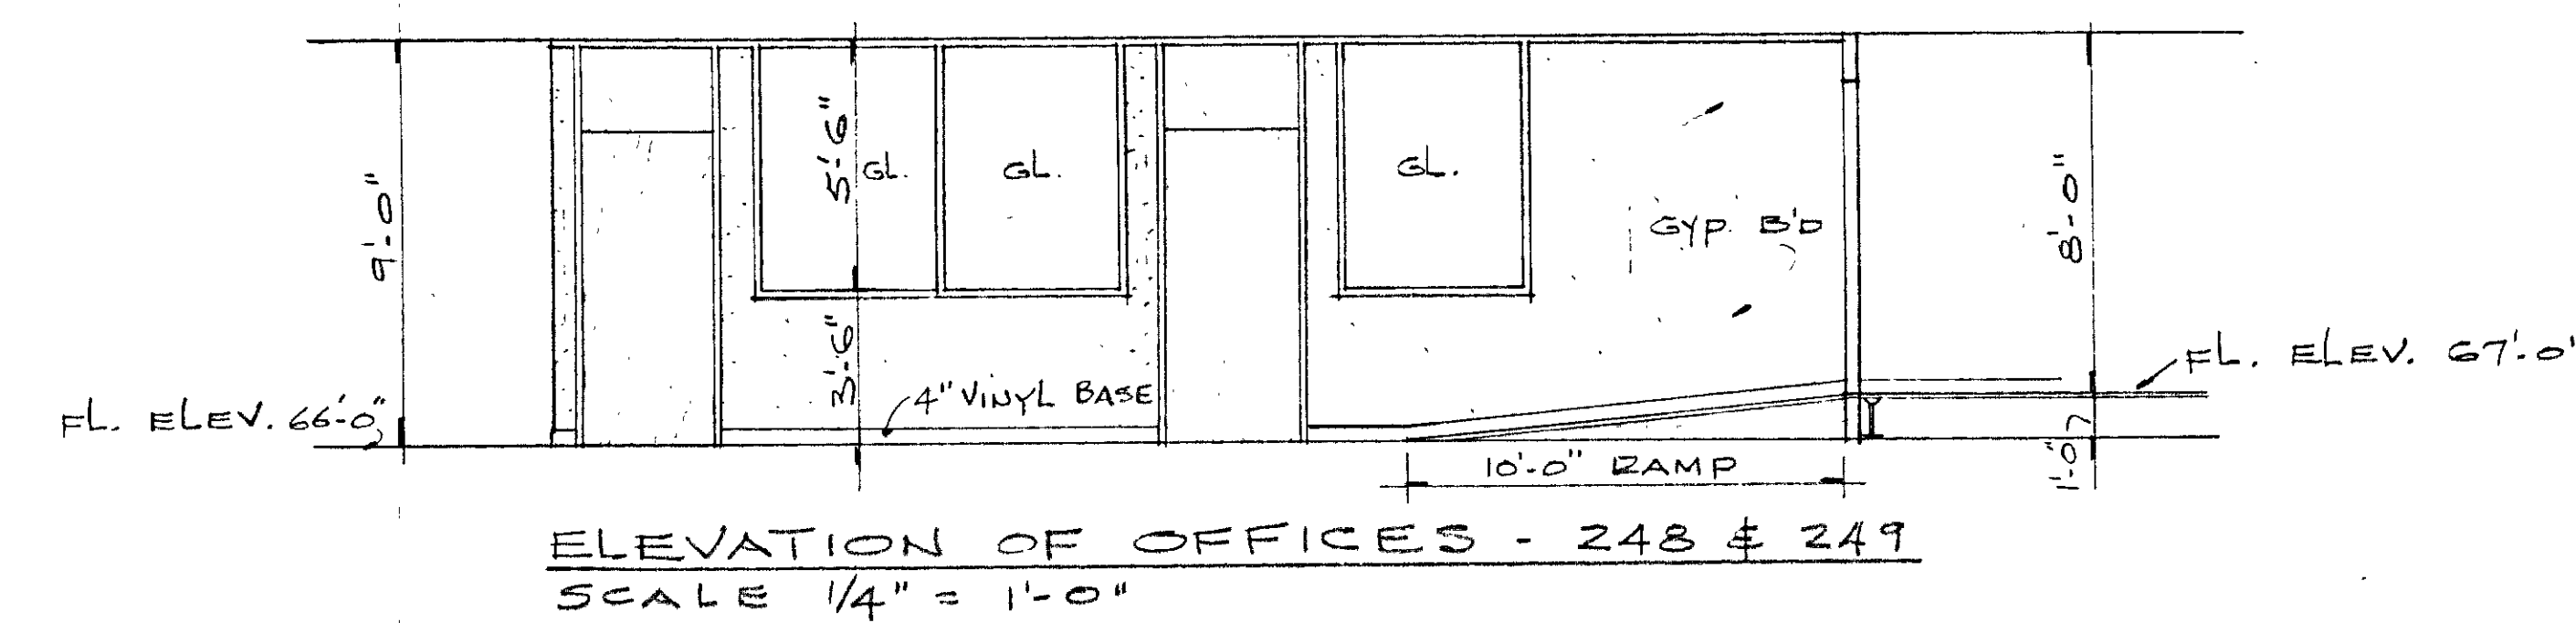 9'-0"
5'-6"
GL.
GL.
GL.
GYP. B'D
8'-0"
3'-6"
4" VINYL BASE
FL. ELEV. 66'-0"
FL. ELEV. 67'-0"
10'-0" RAMP
1'-0"
ELEVATION OF OFFICES - 248 & 249
SCALE 1/4" = 1'-0"